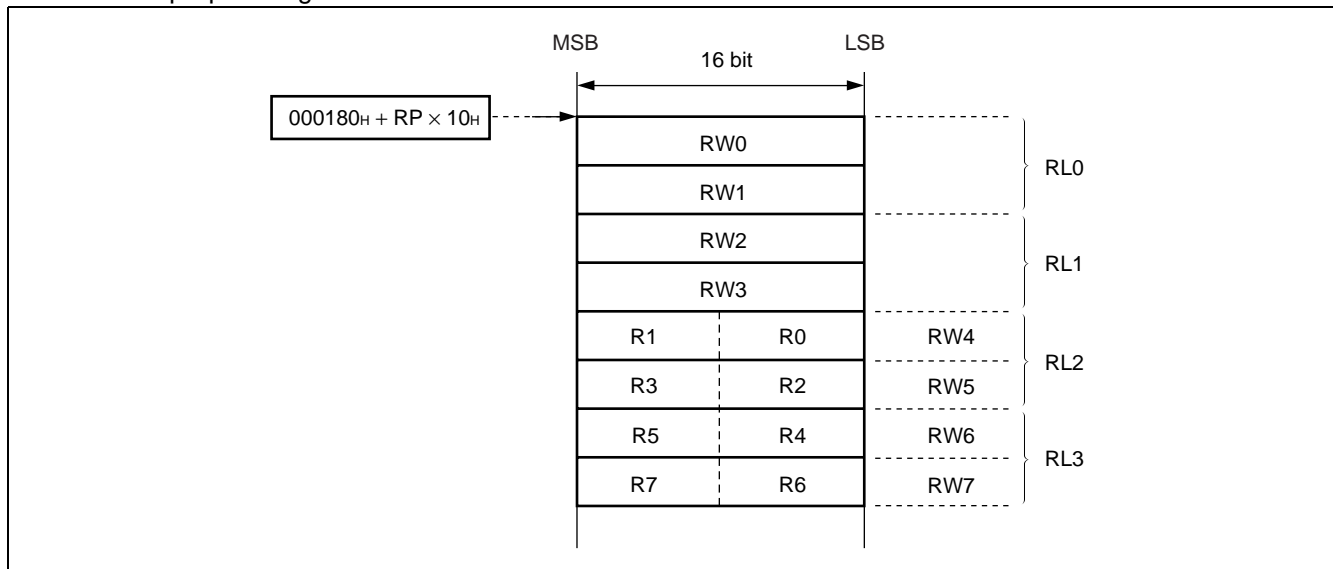 MSB LSB
16 bit
000180H + RP × 10H
RW0
RL0
RW1
RW2
RL1
RW3
R1 R0 RW4
RL2
R3 R2 RW5
R5 R4 RW6
RL3
R7 R6 RW7